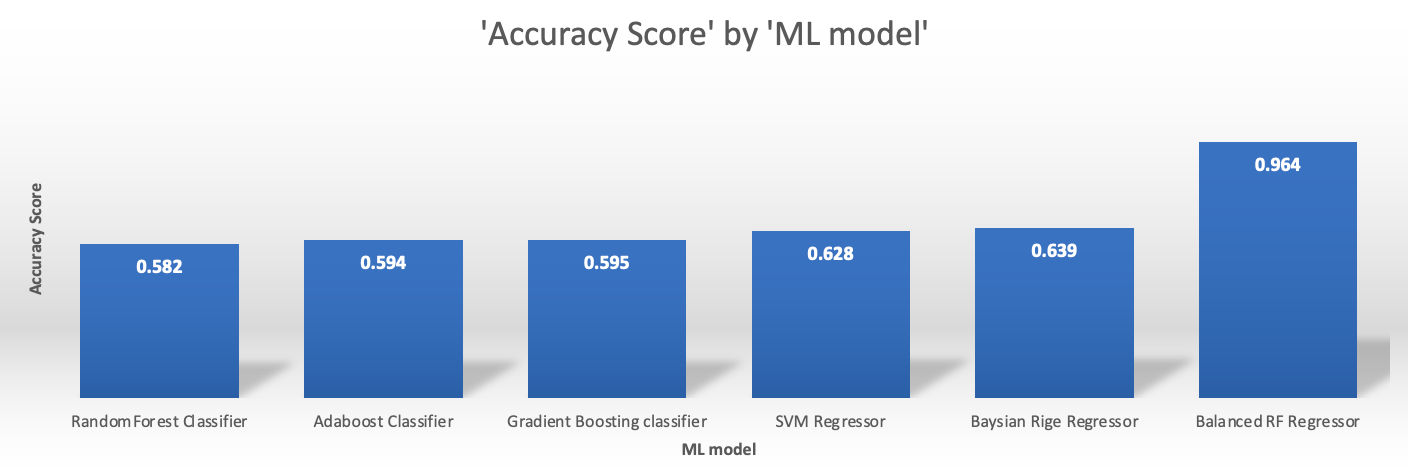 'Accuracy Score' by 'ML model'
Accuracy Score
0.582
0.594
0.595
0.628
0.639
0.964
RandomForest Classifier
Adaboost Classifier
Gradient Boosting classifier
SVM Regressor
Baysian Rige Regressor
Balanced RF Regressor
ML model